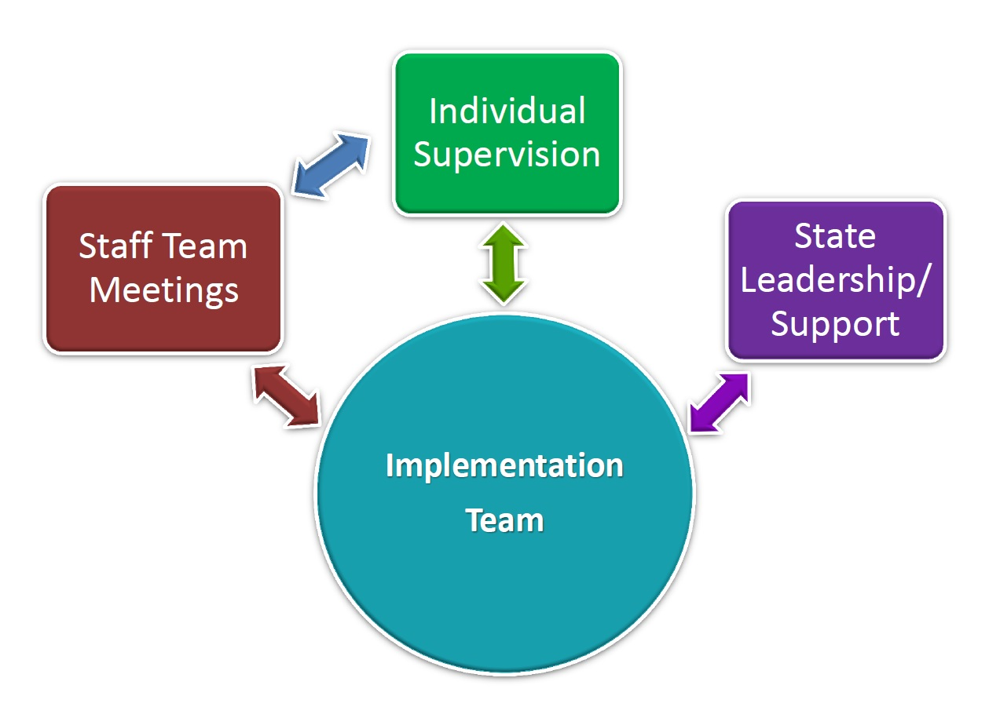 Individual
Supervision
Staff Team
Meetings
State
Leadership/
Support
Implementation
Team